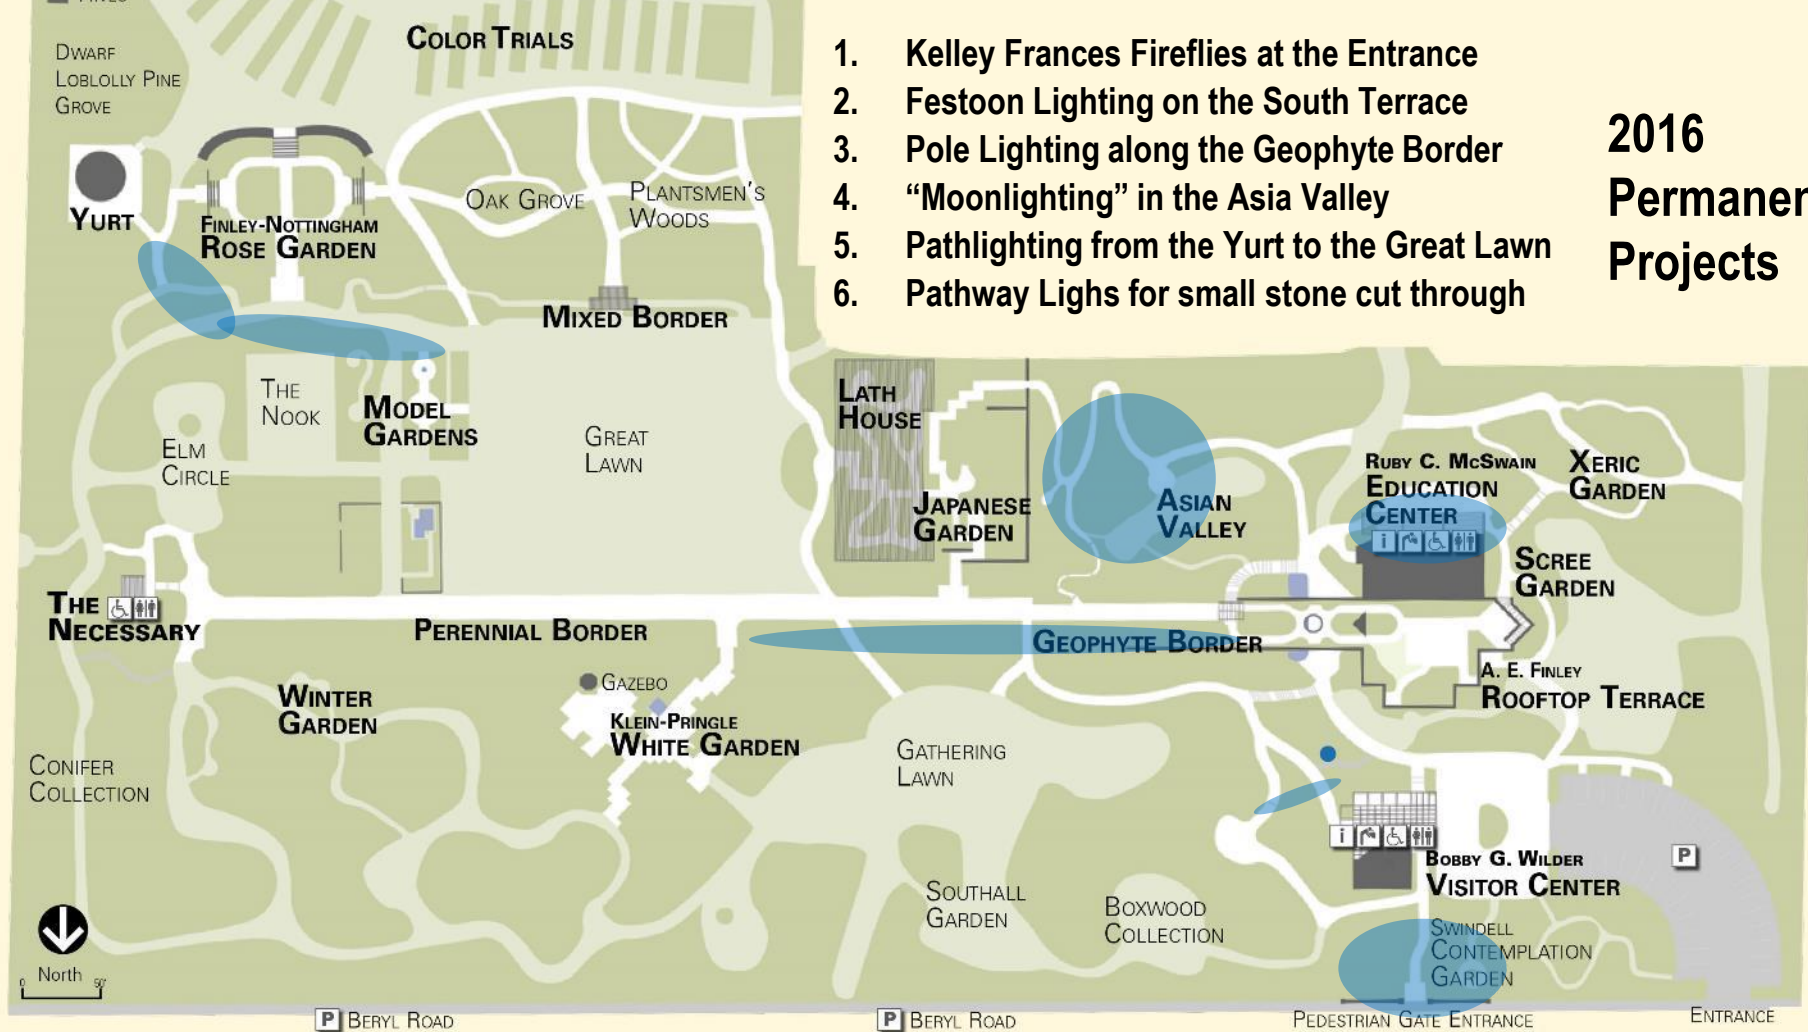 1. Kelley Frances Fireflies at the Entrance
2. Festoon Lighting on the South Terrace
3. Pole Lighting along the Geophyte Border
4. “Moonlighting” in the Asia Valley
5. Pathlighting from the Yurt to the Great Lawn
6. Pathway Lighs for small stone cut through
2016
Permanen
Projects
COLOR TRIALS
DWARF
LOBLOLLY PINE
GROVE
YURT
FINLEY-NOTTINGHAM
ROSE GARDEN
OAK GROVE
PLANTSMEN'S
WOODS
MIXED BORDER
THE
NOOK
MODEL
GARDENS
ELM
CIRCLE
GREAT
LAWN
LATH
HOUSE
JAPANESE
GARDEN
ASIAN
VALLEY
RUBY C. MCSWAIN
EDUCATION
CENTER
XERIC
GARDEN
SCREE
GARDEN
THE
NECESSARY
PERENNIAL BORDER
GEOPHYTE BORDER
A. E. FINLEY
ROOFTOP TERRACE
WINTER
GARDEN
GAZEBO
KLEIN-PRINGLE
WHITE GARDEN
GATHERING
LAWN
CONIFER
COLLECTION
BOBBY G. WILDER
VISITOR CENTER
P
SOUTHALL
GARDEN
BOXWOOD
COLLECTION
SWINDELL
CONTEMPLATION
GARDEN
North
0 50'
P BERYL ROAD
P BERYL ROAD
PEDESTRIAN GATE ENTRANCE
ENTRANCE